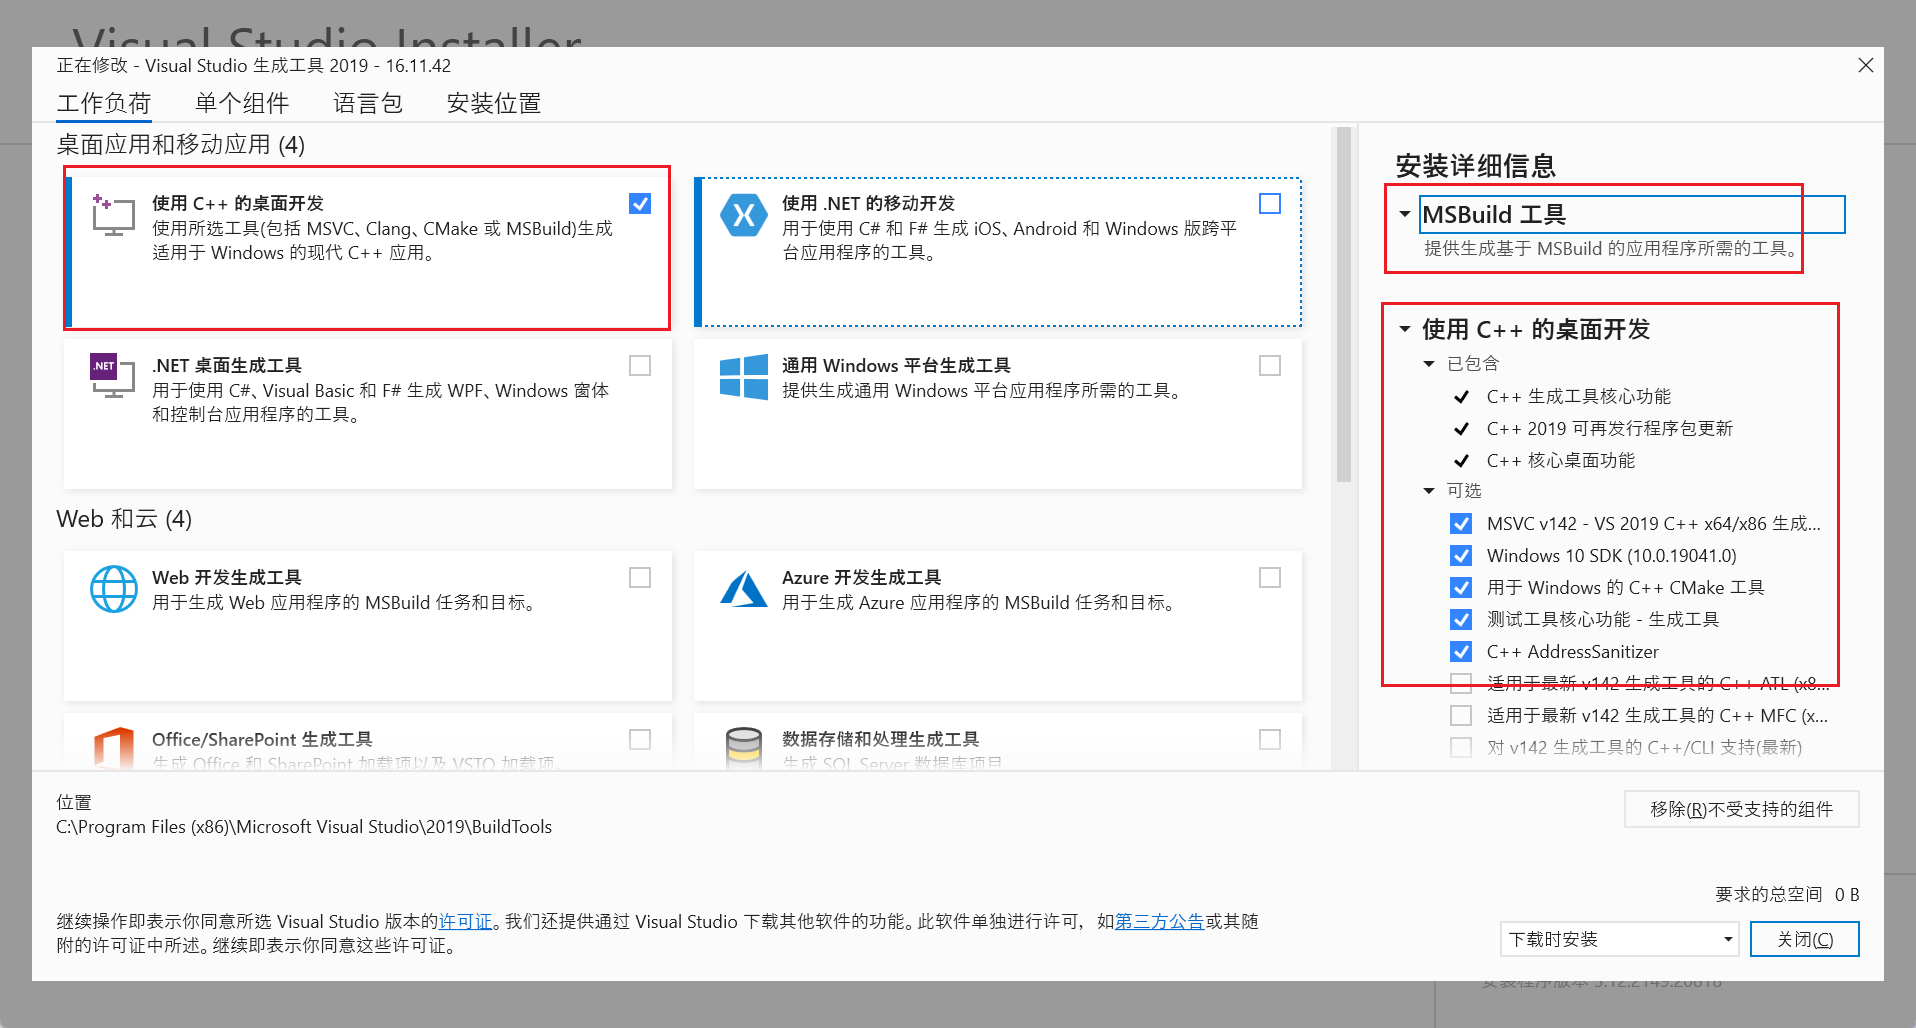 Visual Studio Installer
正在修改 - Visual Studio 生成工具 2019 - 16.11.42
工作负荷 单个组件 语言包 安装位置
桌面应用和移动应用 (4)
使用 C++ 的桌面开发
使用所选工具(包括 MSVC、Clang、CMake 或 MSBuild)生成
适用于 Windows 的现代 C++ 应用。
使用 .NET 的移动开发
用于使用 C# 和 F# 生成 iOS、Android 和 Windows 版跨平
台应用程序的工具。
.NET
.NET 桌面生成工具
用于使用 C#、Visual Basic 和 F# 生成 WPF、Windows 窗体
和控制台应用程序的工具。
通用 Windows 平台生成工具
提供生成通用 Windows 平台应用程序所需的工具。
Web 和云 (4)
Web 开发生成工具
用于生成 Web 应用程序的 MSBuild 任务和目标。
Azure 开发生成工具
用于生成 Azure 应用程序的 MSBuild 任务和目标。
Office/SharePoint 生成工具
生成 Office 和 SharePoint 加载项以及 VSTO 加载项。
数据存储和处理生成工具
生成 SQL Server 数据库项目
安装详细信息
MSBuild 工具
提供生成基于 MSBuild 的应用程序所需的工具。
使用 C++ 的桌面开发
已包含
C++ 生成工具核心功能
C++ 2019 可再发行程序包更新
C++ 核心桌面功能
可选
MSVC v142 - VS 2019 C++ x64/x86 生成...
Windows 10 SDK (10.0.19041.0)
用于 Windows 的 C++ CMake 工具
测试工具核心功能 - 生成工具
C++ AddressSanitizer
适用于最新 v142 生成工具的 C++ ATL (x8...
适用于最新 v142 生成工具的 C++ MFC (x...
对 v142 生成工具的 C++/CLI 支持(最新)
位置
C:\Program Files (x86)\Microsoft Visual Studio\2019\BuildTools
移除(R)不受支持的组件
要求的总空间 0 B
继续操作即表示你同意所选 Visual Studio 版本的许可证。我们还提供通过 Visual Studio 下载其他软件的功能。此软件单独进行许可，如第三方公告或其随
附的许可证中所述。继续即表示你同意这些许可证。
下载时安装
关闭(C)
安装程序版本 3.12.2149.20818